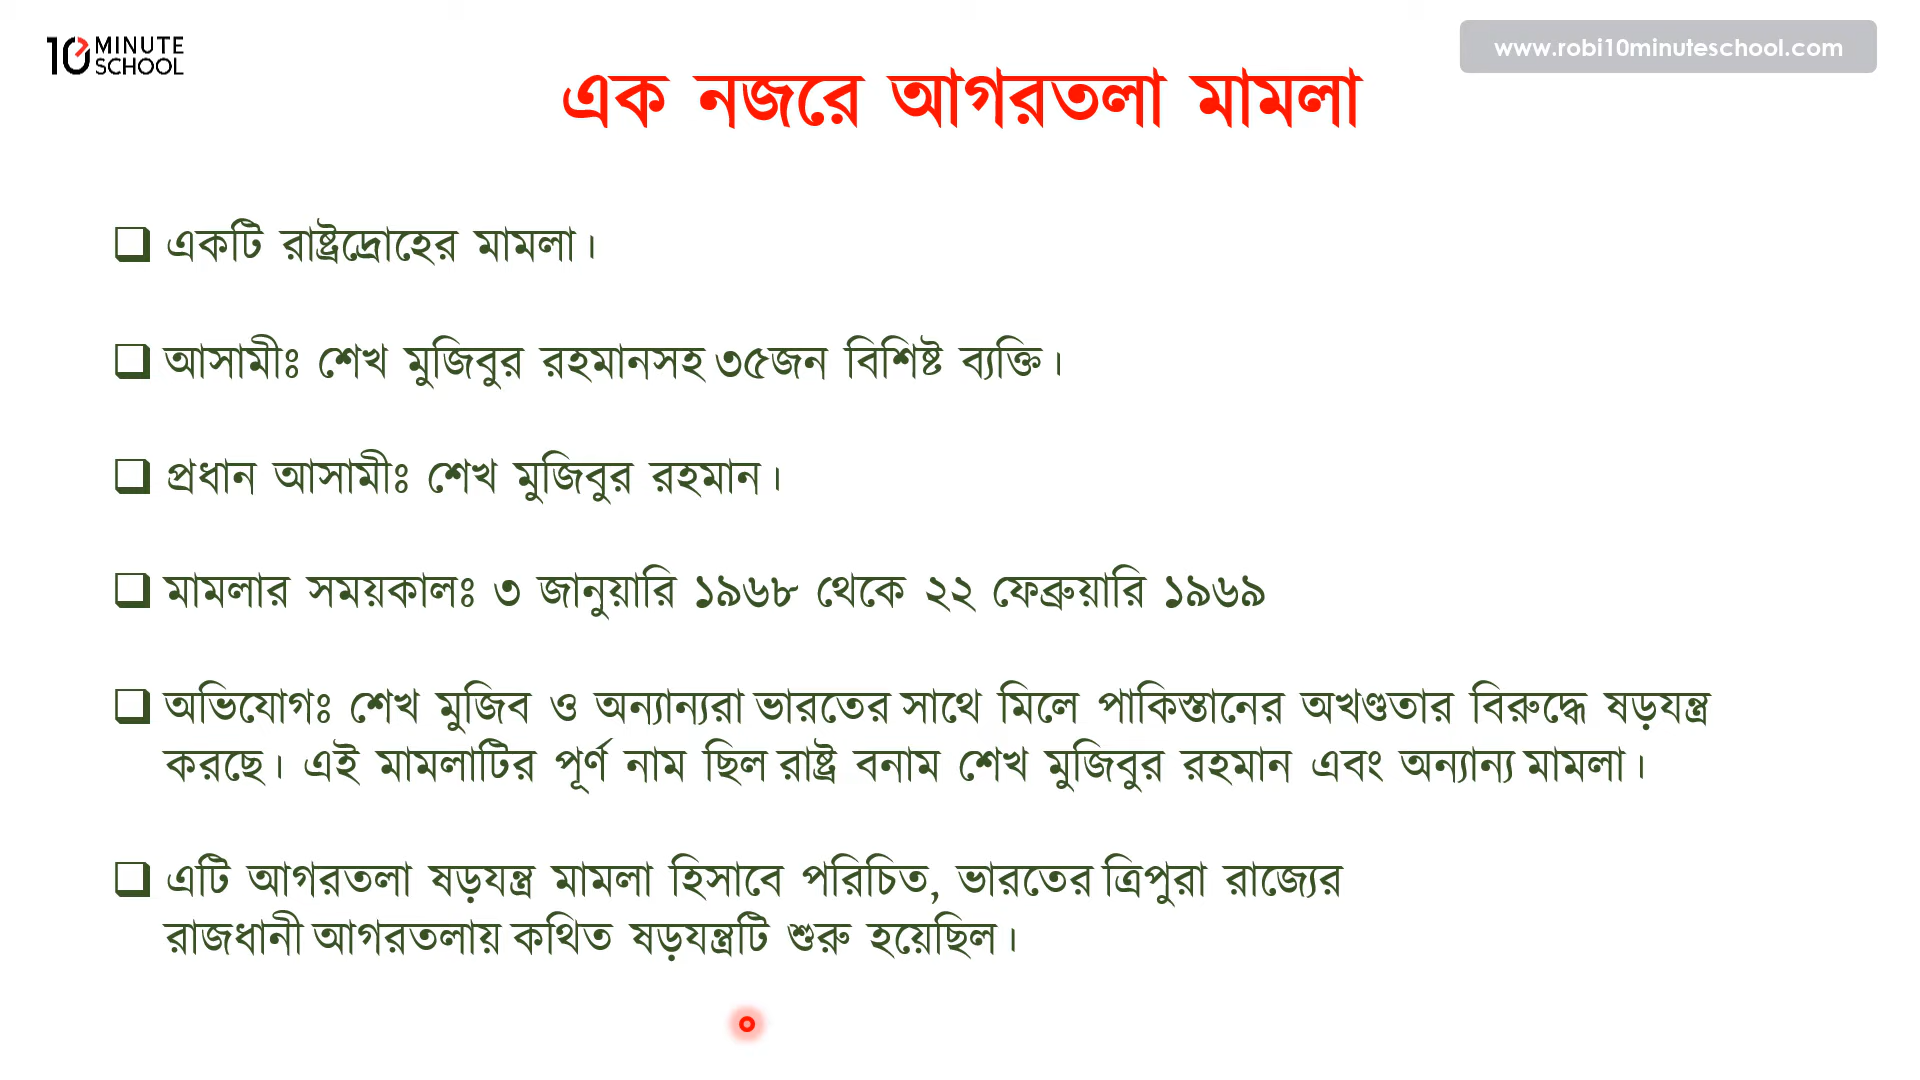 10 MINUTE SCHOOL
www.robi10minuteschool.com
এক নজরে আগরতলা মামলা
একটি রাষ্ট্রদ্রোহের মামলা।
আসামীঃ শেখ মুজিবুর রহমানসহ ৩৫জন বিশিষ্ট ব্যক্তি।
প্রধান আসামীঃ শেখ মুজিবুর রহমান।
মামলার সময়কালঃ ৩ জানুয়ারি ১৯৬৮ থেকে ২২ ফেব্রুয়ারি ১৯৬৯
অভিযোগঃ শেখ মুজিব ও অন্যান্যরা ভারতের সাথে মিলে পাকিস্তানের অখণ্ডতার বিরুদ্ধে ষড়যন্ত্র
করছে। এই মামলাটির পূর্ণ নাম ছিল রাষ্ট্র বনাম শেখ মুজিবুর রহমান এবং অন্যান্য মামলা।
এটি আগরতলা ষড়যন্ত্র মামলা হিসাবে পরিচিত, ভারতের ত্রিপুরা রাজ্যের
রাজধানী আগরতলায় কথিত ষড়যন্ত্রটি শুরু হয়েছিল।